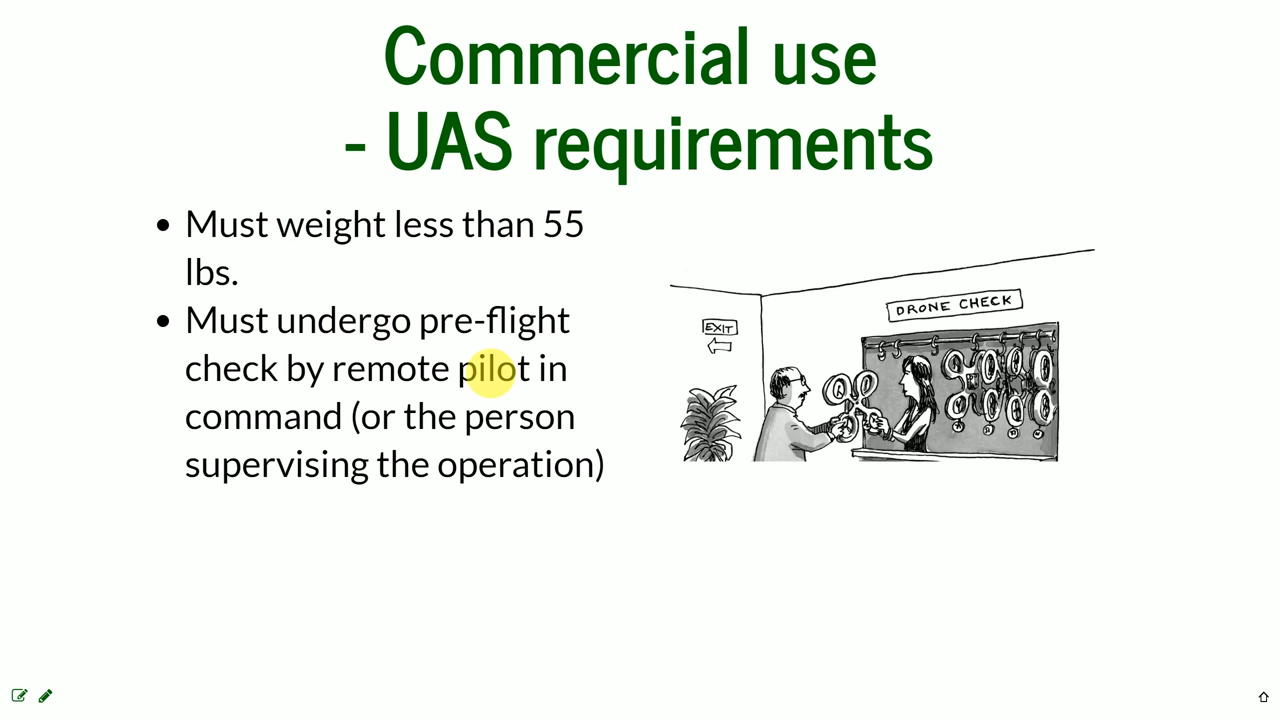 Commercial use
- UAS requirements
• Must weight less than 55
lbs.
• Must undergo pre-flight
check by remote pilot in
command (or the person
supervising the operation)
EXIT
DRONE CHECK